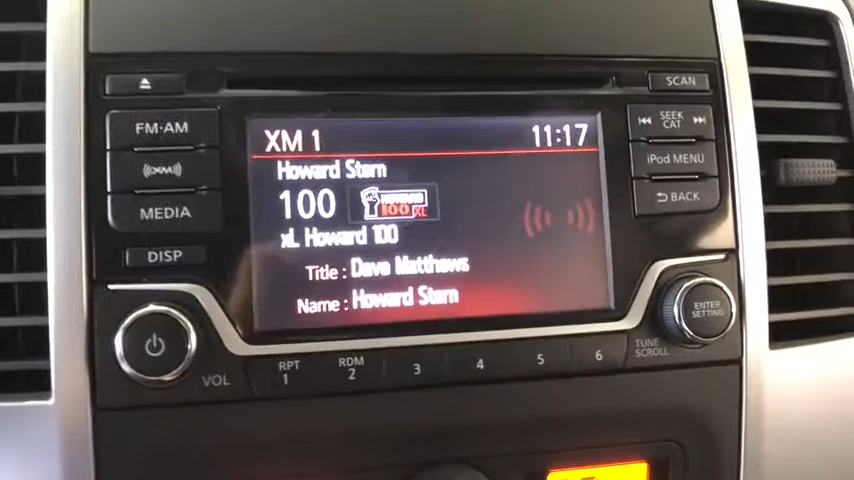 SCAN
FM-AM
((XM))
MEDIA
DISP
XM 1 11:17
Howard Stern
100 HOWARD 100 XL
xL Howard 100
Title : Dave Matthews
Name : Howard Stern
SEEK
CAT
iPod MENU
BACK
ENTER
SETTING
VOL
RPT
1
RDM
2
3
4
5
6
TUNE
SCROLL